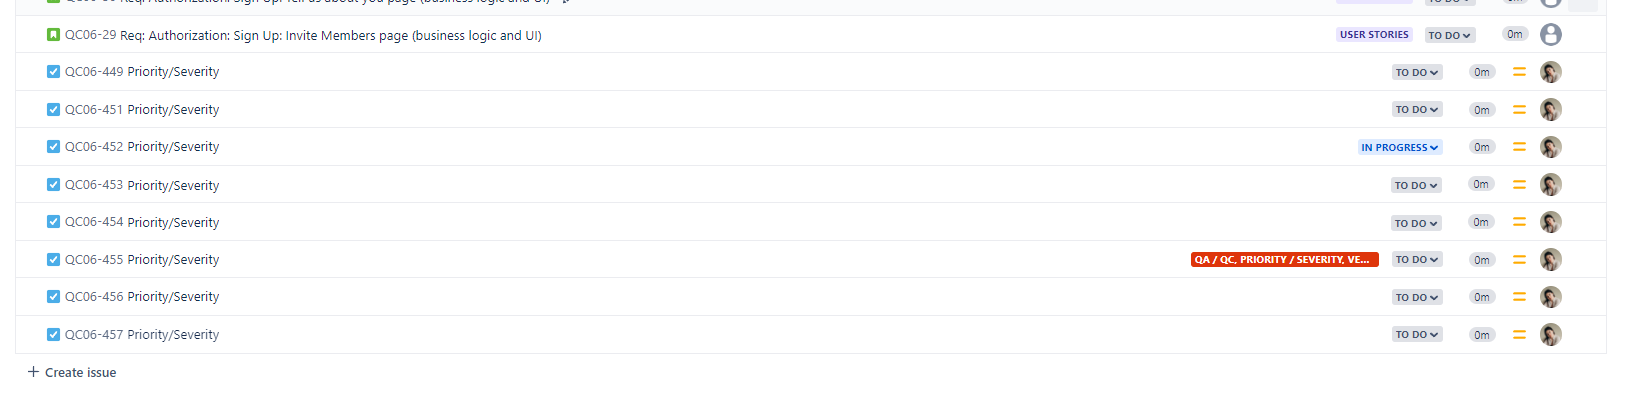 Req: Authorization: Sign Up: Tell us about you page (business logic and UI) TO DO 0m
QC06-29 Req: Authorization: Sign Up: Invite Members page (business logic and UI) USER STORIES TO DO 0m
QC06-449 Priority/Severity TO DO 0m
QC06-451 Priority/Severity TO DO 0m
QC06-452 Priority/Severity IN PROGRESS 0m
QC06-453 Priority/Severity TO DO 0m
QC06-454 Priority/Severity TO DO 0m
QC06-455 Priority/Severity QA / QC, PRIORITY / SEVERITY, VE... TO DO 0m
QC06-456 Priority/Severity TO DO 0m
QC06-457 Priority/Severity TO DO 0m
+ Create issue